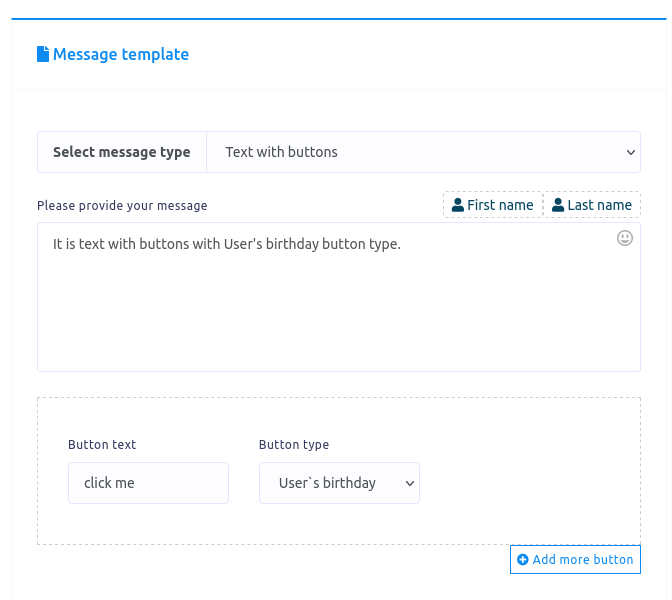 Message template
Select message type Text with buttons
Please provide your message First name Last name
It is text with buttons with User's birthday button type.
Button text Button type
click me User`s birthday
Add more button